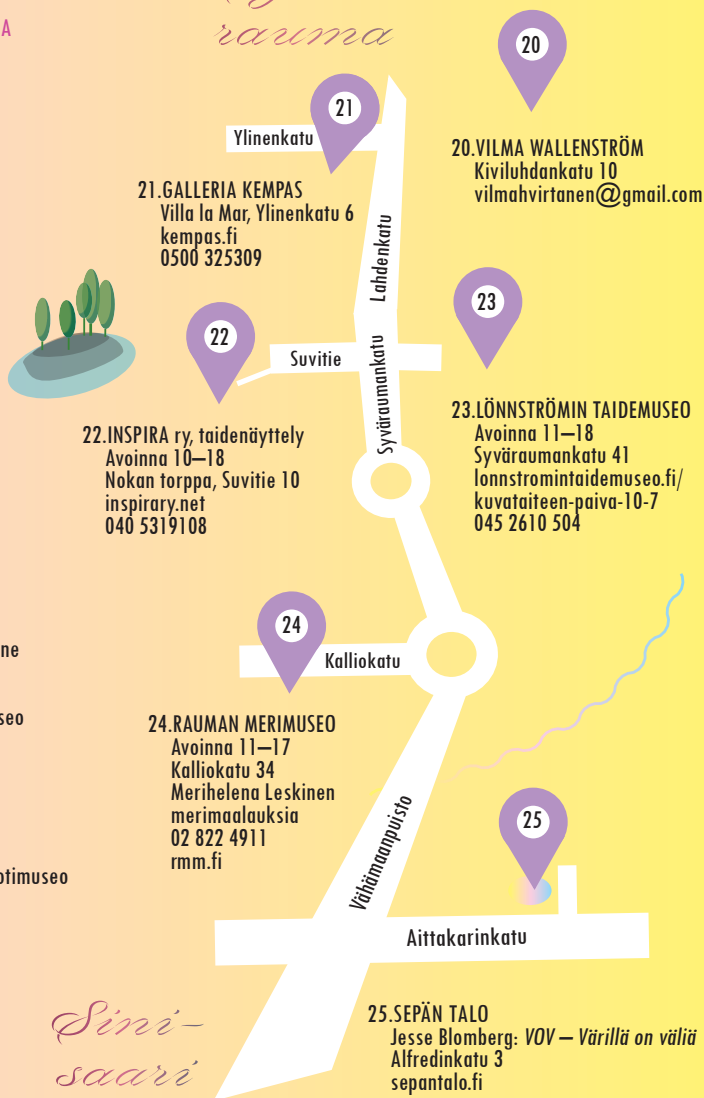 A
rauma
20
21
Ylinenkatu
20.VILMA WALLENSTRÖM
Kiviluhdankatu 10
vilmahvirtanen@gmail.com
21.GALLERIA KEMPAS
Villa la Mar, Ylinenkatu 6
kempas.fi
0500 325309
Lahdenkatu
22
23
Suvitie
Syväraumankatu
22.INSPIRA ry, taidenäyttely
Avoinna 10–18
Nokan torppa, Suvitie 10
inspirary.net
040 5319108
23.LÖNNSTRÖMIN TAIDEMUSEO
Avoinna 11–18
Syväraumankatu 41
lonnstromintaidemuseo.fi/
kuvataiteen-paiva-10-7
045 2610 504
24
ne
Kalliokatu
seo
24.RAUMAN MERIMUSEO
Avoinna 11–17
Kalliokatu 34
Merihelena Leskinen
merimaalauksia
02 822 4911
rmm.fi
Vähämaanpuisto
25
otimuseo
Aittakarinkatu
Sini-
saari
25.SEPÄN TALO
Jesse Blomberg: VOV – Värillä on väliä
Alfredinkatu 3
sepantalo.fi